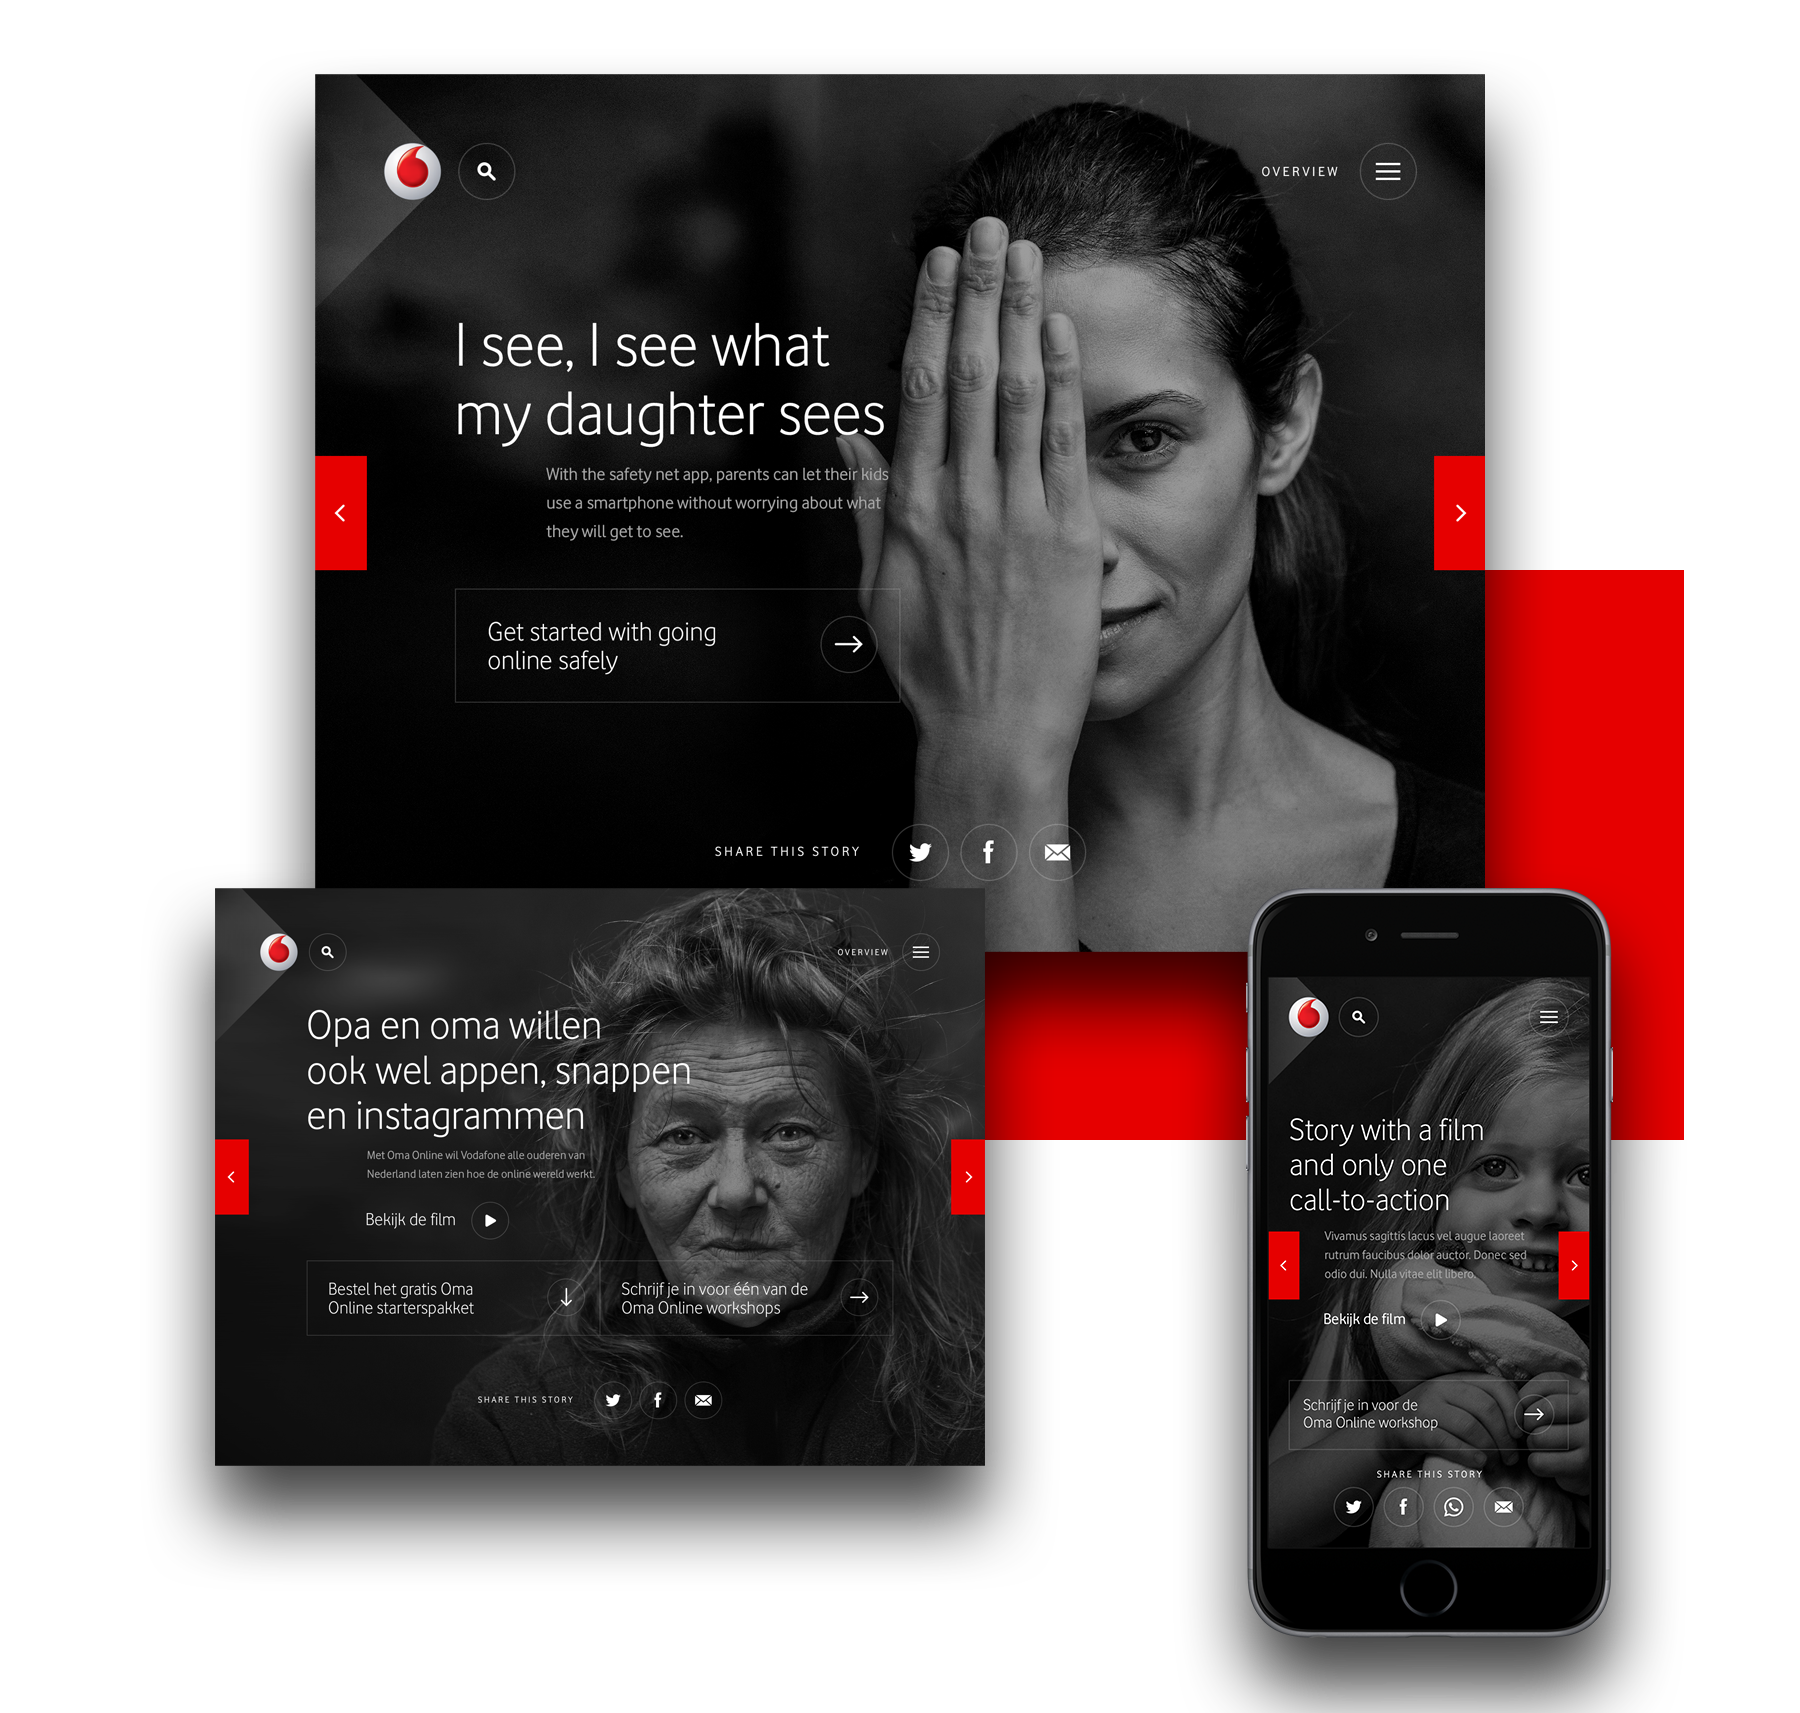 OVERVIEW
I see, I see what
my daughter sees
With the safety net app, parents can let their kids
use a smartphone without worrying about what
they will get to see.
Get started with going
online safely
SHARE THIS STORY
OVERVIEW
Opa en oma willen
ook wel appen, snappen
en instagrammen
Met Oma Online wil Vodafone alle ouderen van
Nederland laten zien hoe de online wereld werkt.
Bekijk de film
Bestel het gratis Oma
Online starterspakket
Schrijf je in voor één van de
Oma Online workshops
SHARE THIS STORY
Story with a film
and only one
call-to-action
Vivamus sagittis lacus vel augue laoreet
rutrum faucibus dolor auctor. Donec sed
odio dui. Nulla vitae elit libero.
Bekijk de film
Schrijf je in voor de
Oma Online workshop
SHARE THIS STORY